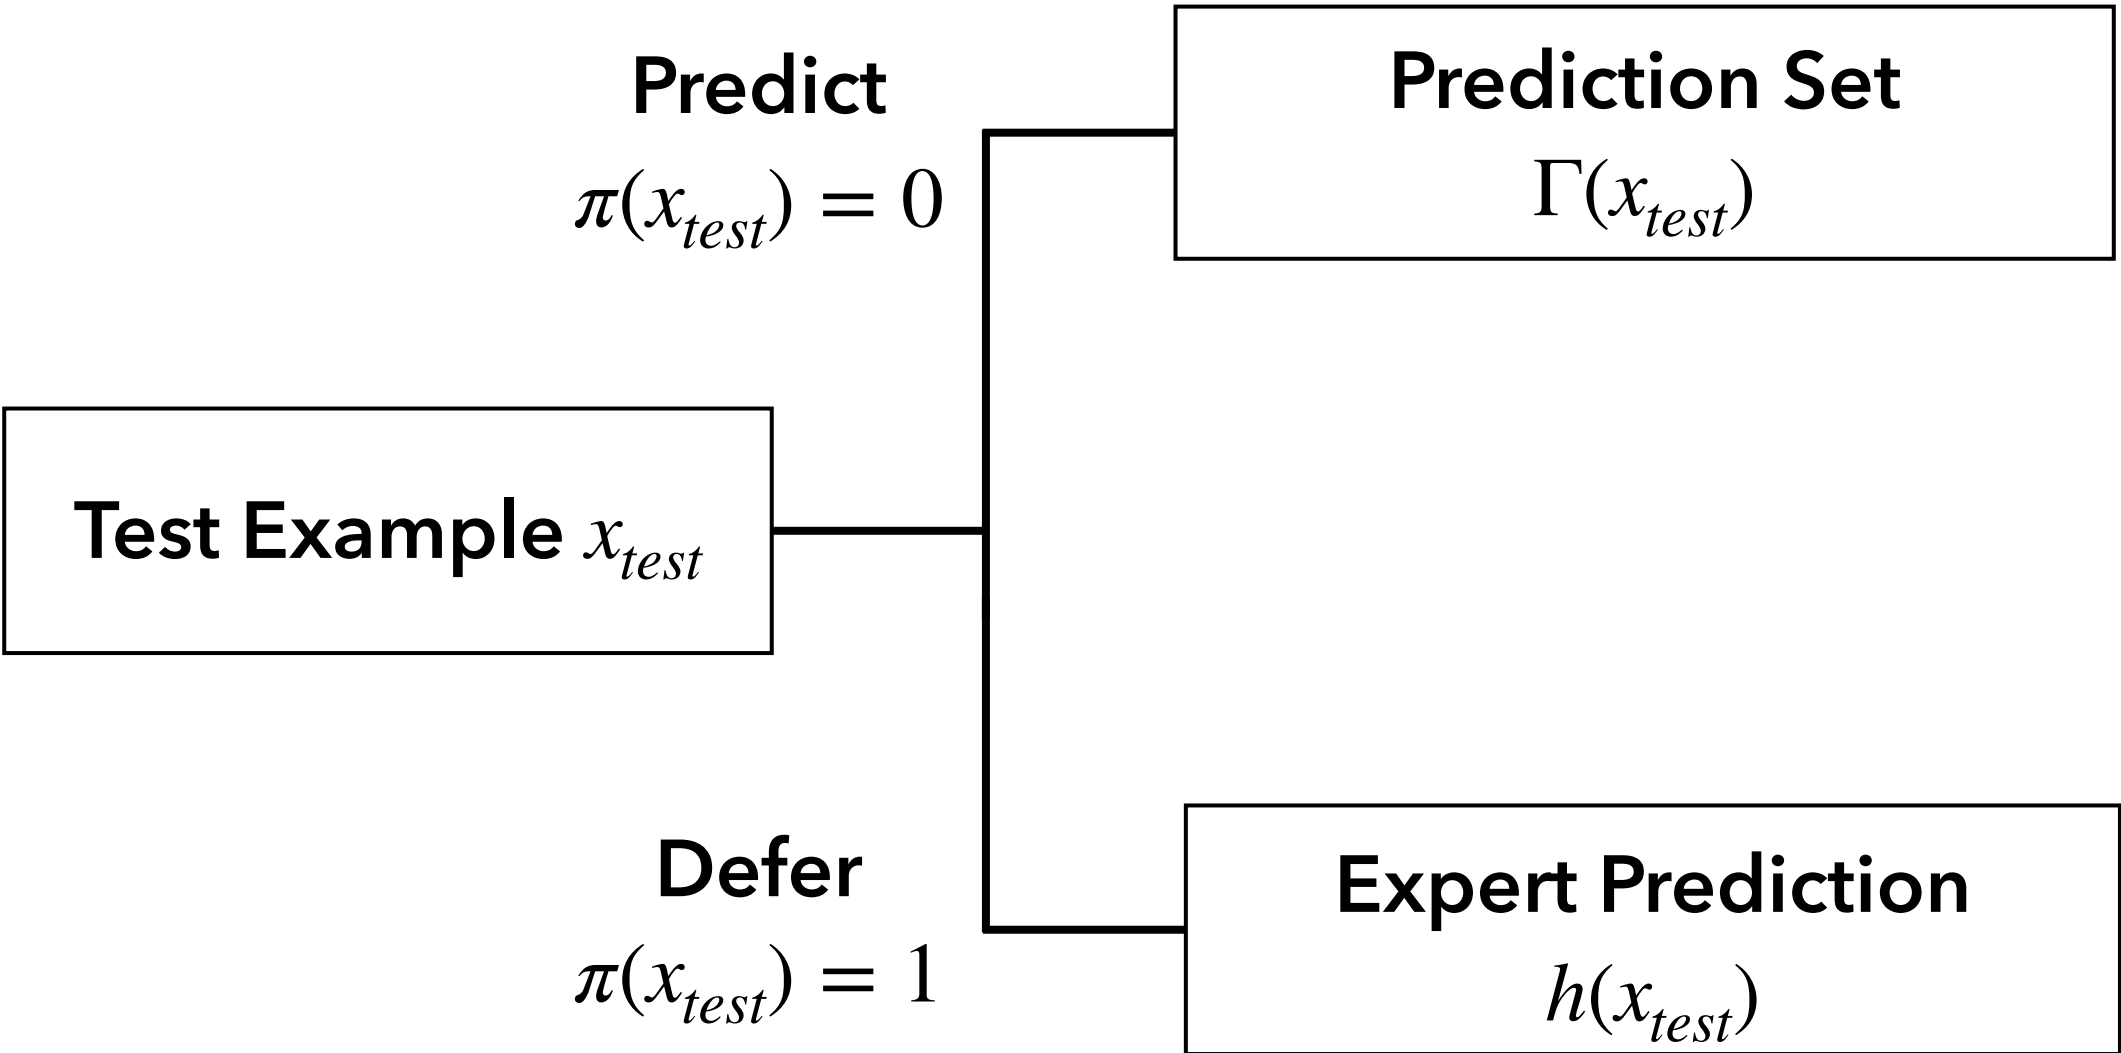 Predict
π(x_test) = 0
Prediction Set
Γ(x_test)
Test Example x_test
Defer
π(x_test) = 1
Expert Prediction
h(x_test)